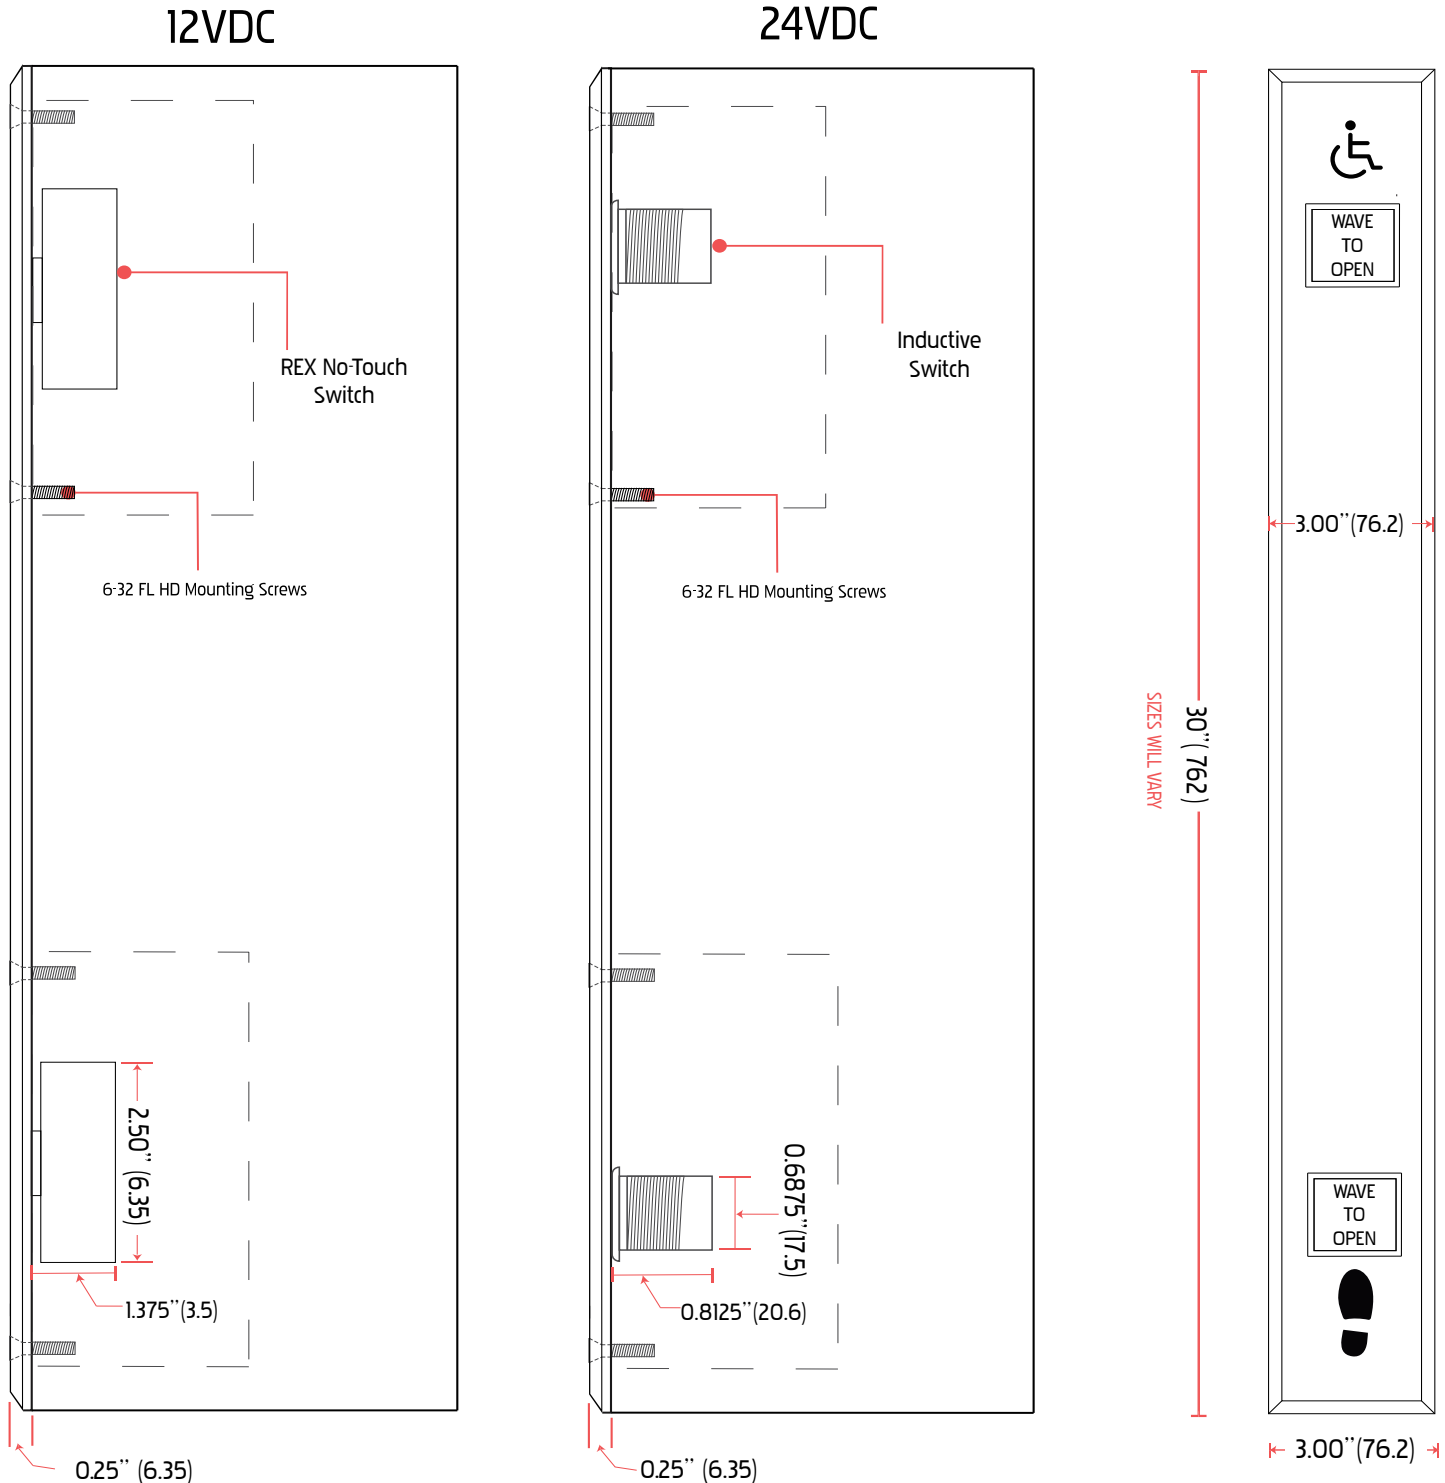 12VDC
24VDC
REX No-Touch
Switch
6-32 FL HD Mounting Screws
2.50’’ (6.35)
1.375’’(3.5)
0.25’’ (6.35)
Inductive
Switch
6-32 FL HD Mounting Screws
0.6875’’(17.5)
0.8125’’(20.6)
0.25’’ (6.35)
30’’( 762)
SIZES WILL VARY
WAVE
TO
OPEN
3.00’’(76.2)
WAVE
TO
OPEN
3.00’’(76.2)